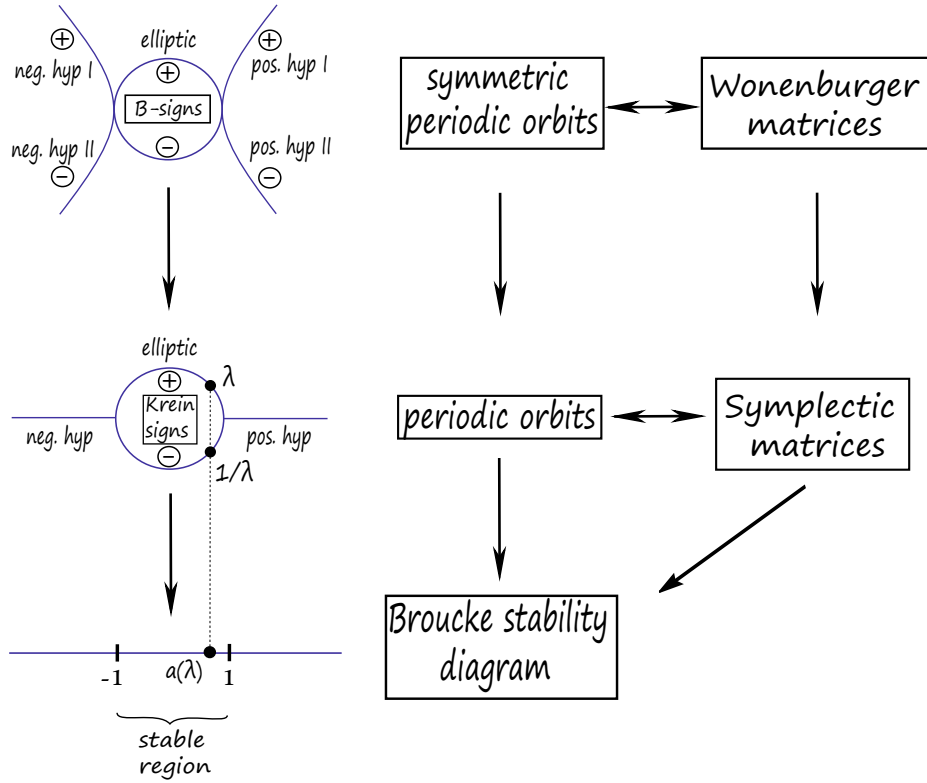 elliptic
+
+
+
neg. hyp I
pos. hyp I
B-signs
neg. hyp II
pos. hyp II
−
−
−
symmetric
periodic orbits
Wonenburger
matrices
elliptic
+
λ
Krein
signs
neg. hyp
pos. hyp
−
1/λ
periodic orbits
Symplectic
matrices
Broucke stability
diagram
-1
a(λ)
1
stable
region